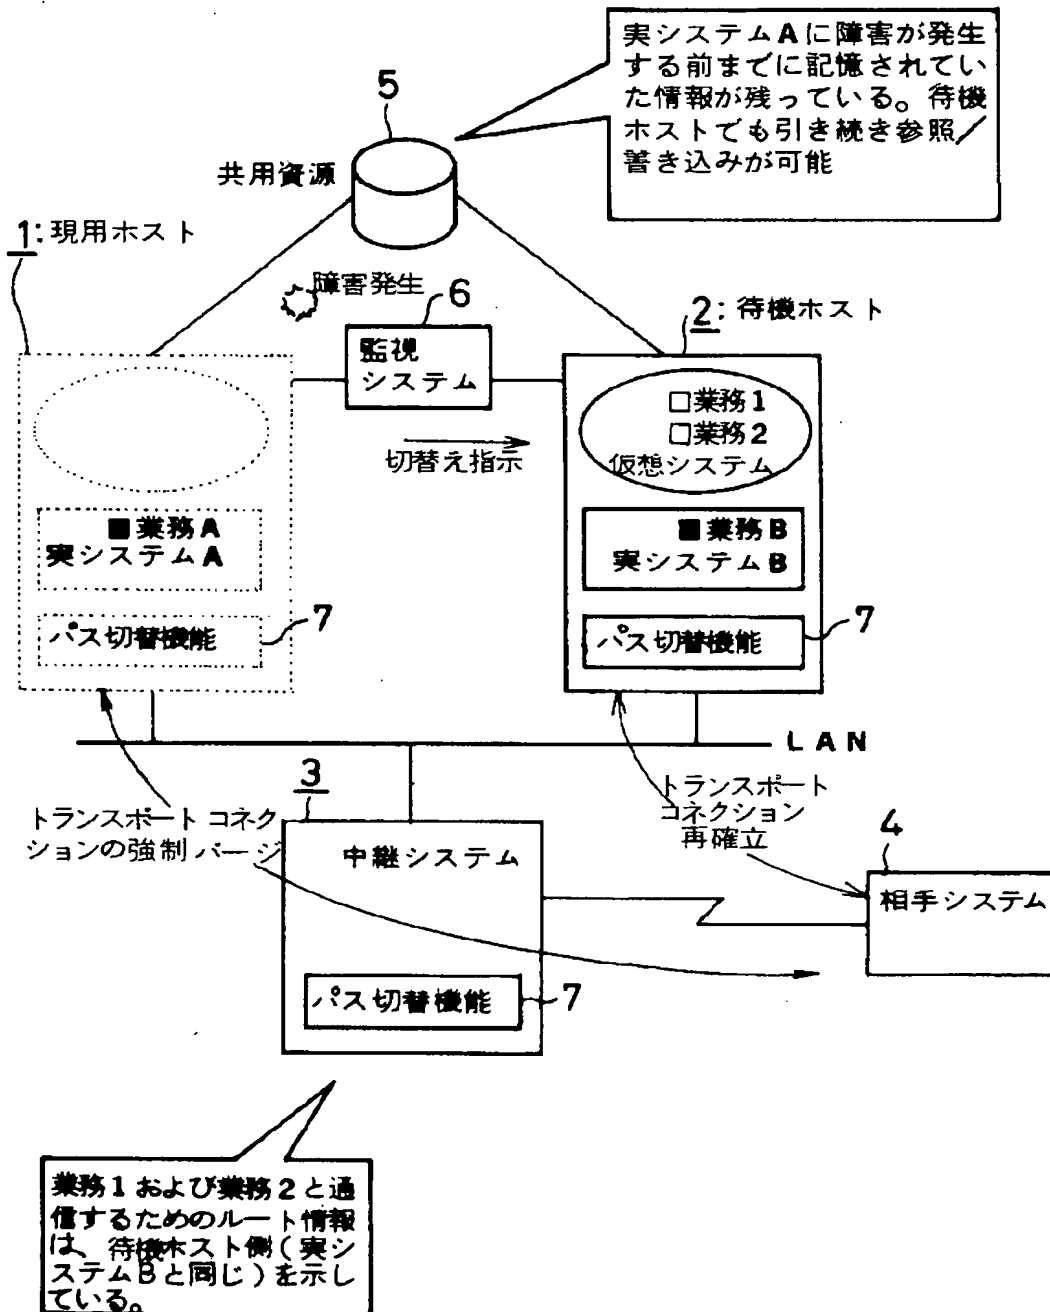 実システムAに障害が発生
する前までに記憶されてい
た情報が残っている。待機
ホストでも引き続き参照/
書き込みが可能
5
共用資源
1:現用ホスト
障害発生
6
監視
システム
2:待機ホスト
□業務1
□業務2
仮想システム
切替え指示
■業務A
実システムA
■業務B
実システムB
パス切替機能
7
パス切替機能
7
LAN
3
トランスポート コネク
ションの強制 パージ
中継システム
トランスポート
コネクション
再確立
4
相手システム
パス切替機能
7
業務1および業務2と通
信するためのルート情報
は、待機ホスト側(実シ
ステムBと同じ)を示し
ている。